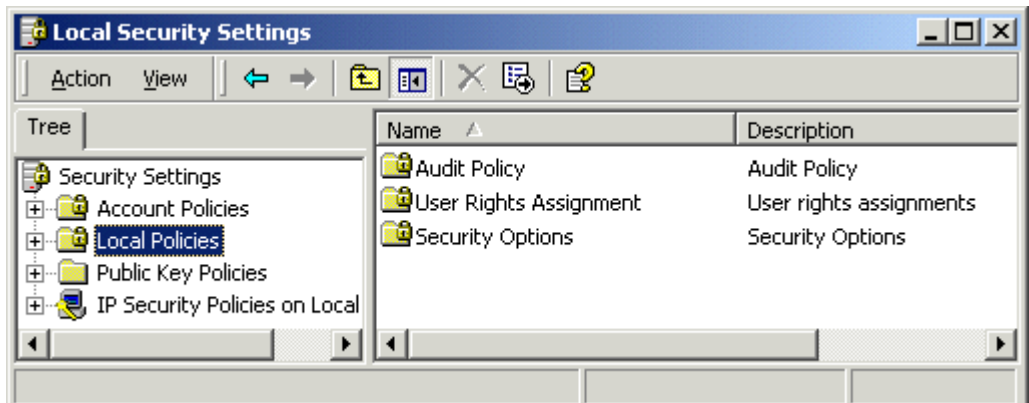 Local Security Settings
Action View
Tree
Security Settings
Account Policies
Local Policies
Public Key Policies
IP Security Policies on Local
Name Description
Audit Policy Audit Policy
User Rights Assignment User rights assignments
Security Options Security Options